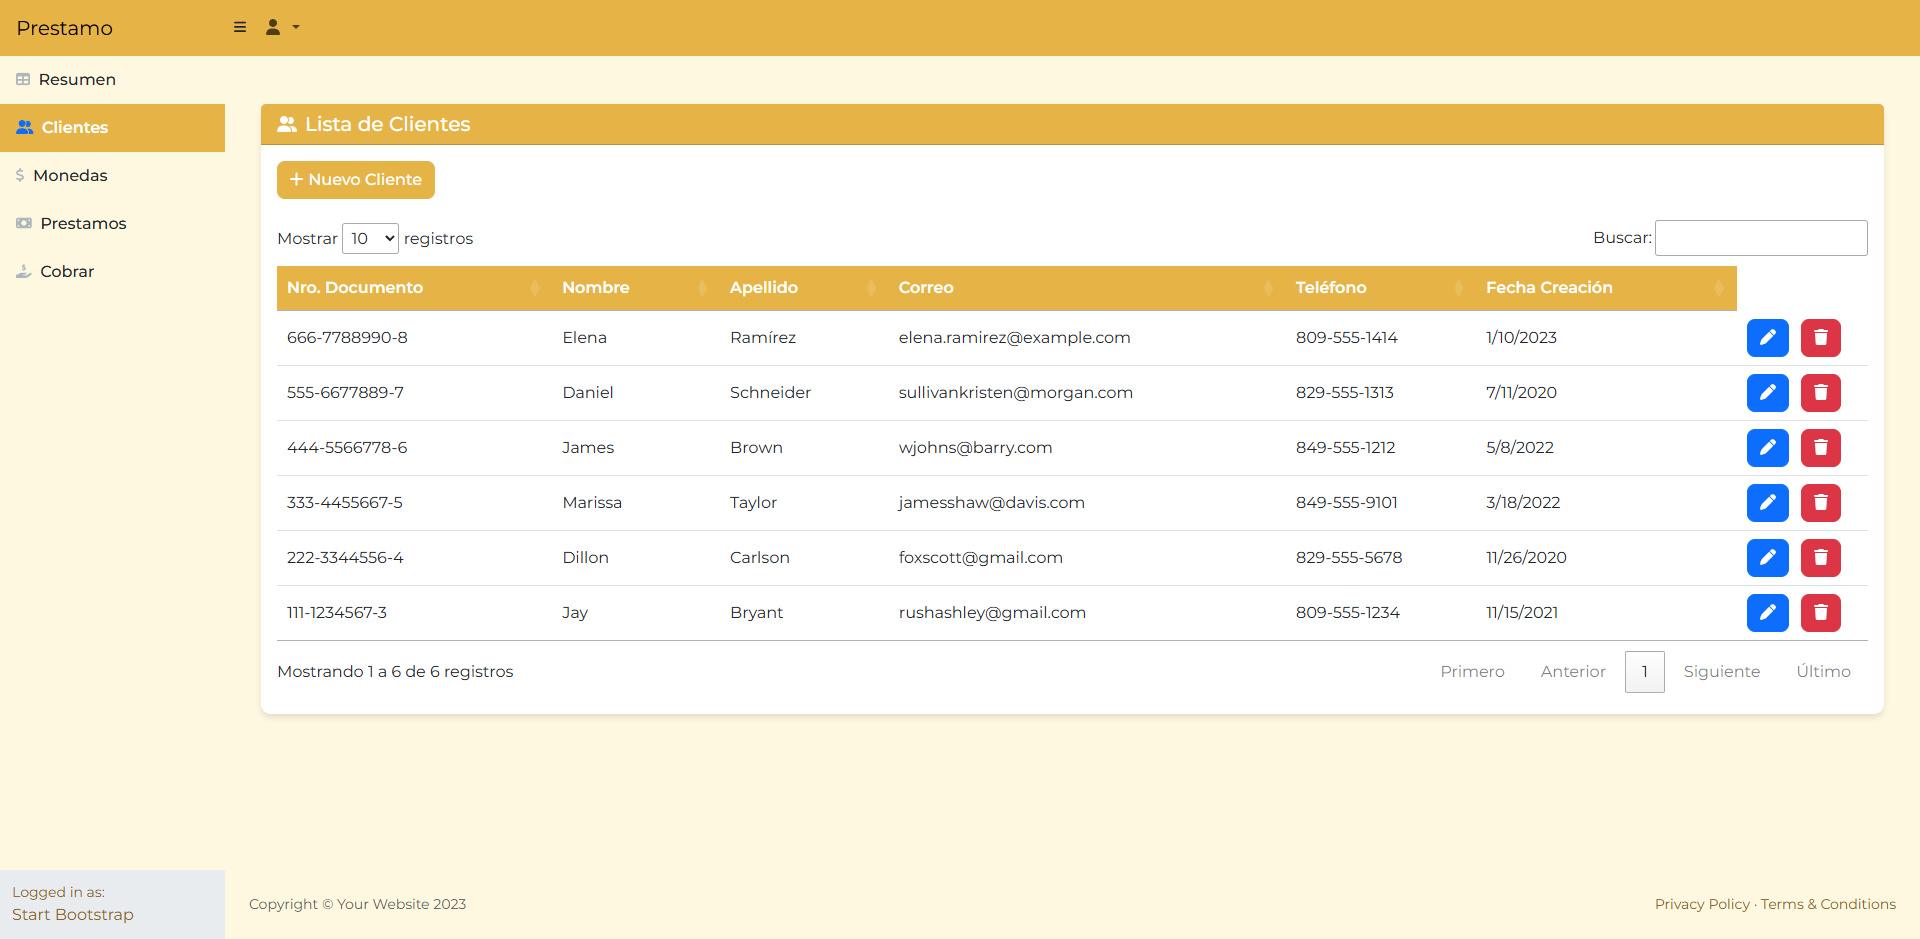 Prestamo
Resumen
Clientes
Monedas
Prestamos
Cobrar
Lista de Clientes
+ Nuevo Cliente
Mostrar 10 registros
Buscar:
Nro. Documento Nombre Apellido Correo Teléfono Fecha Creación
666-7788990-8 Elena Ramírez elena.ramirez@example.com 809-555-1414 1/10/2023
555-6677889-7 Daniel Schneider sullivankristen@morgan.com 829-555-1313 7/11/2020
444-5566778-6 James Brown wjohns@barry.com 849-555-1212 5/8/2022
333-4455667-5 Marissa Taylor jamesshaw@davis.com 849-555-9101 3/18/2022
222-3344556-4 Dillon Carlson foxscott@gmail.com 829-555-5678 11/26/2020
111-1234567-3 Jay Bryant rushashley@gmail.com 809-555-1234 11/15/2021
Mostrando 1 a 6 de 6 registros
Primero Anterior 1 Siguiente Último
Logged in as:
Start Bootstrap
Copyright © Your Website 2023
Privacy Policy · Terms & Conditions